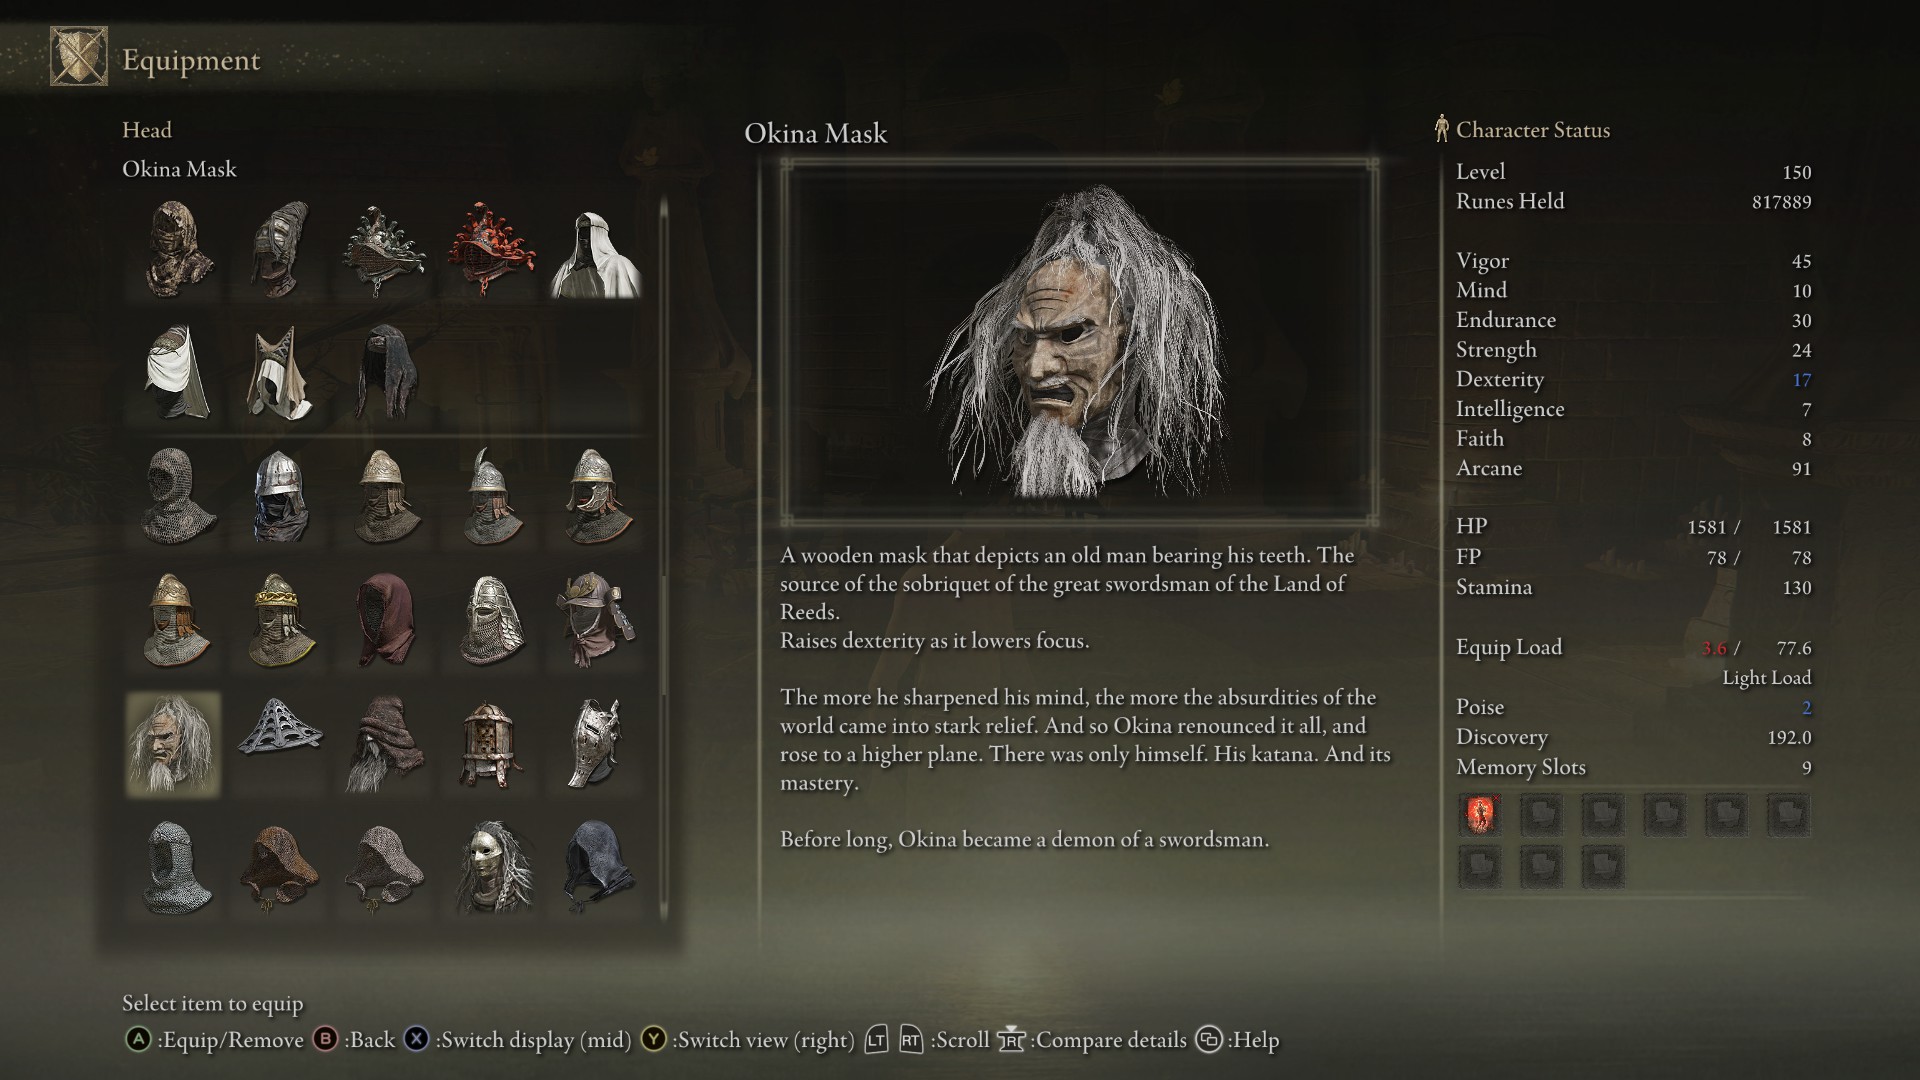 Equipment
Head
Okina Mask
Okina Mask
A wooden mask that depicts an old man bearing his teeth. The
source of the sobriquet of the great swordsman of the Land of
Reeds.
Raises dexterity as it lowers focus.
The more he sharpened his mind, the more the absurdities of the
world came into stark relief. And so Okina renounced it all, and
rose to a higher plane. There was only himself. His katana. And its
mastery.
Before long, Okina became a demon of a swordsman.
Character Status
Level 150
Runes Held 817889
Vigor 45
Mind 10
Endurance 30
Strength 24
Dexterity 17
Intelligence 7
Faith 8
Arcane 91
HP 1581 / 1581
FP 78 / 78
Stamina 130
Equip Load 3.6 / 77.6
Light Load
Poise 2
Discovery 192.0
Memory Slots 9
Select item to equip
A :Equip/Remove B :Back X :Switch display (mid) Y :Switch view (right) LT RT :Scroll R :Compare details :Help